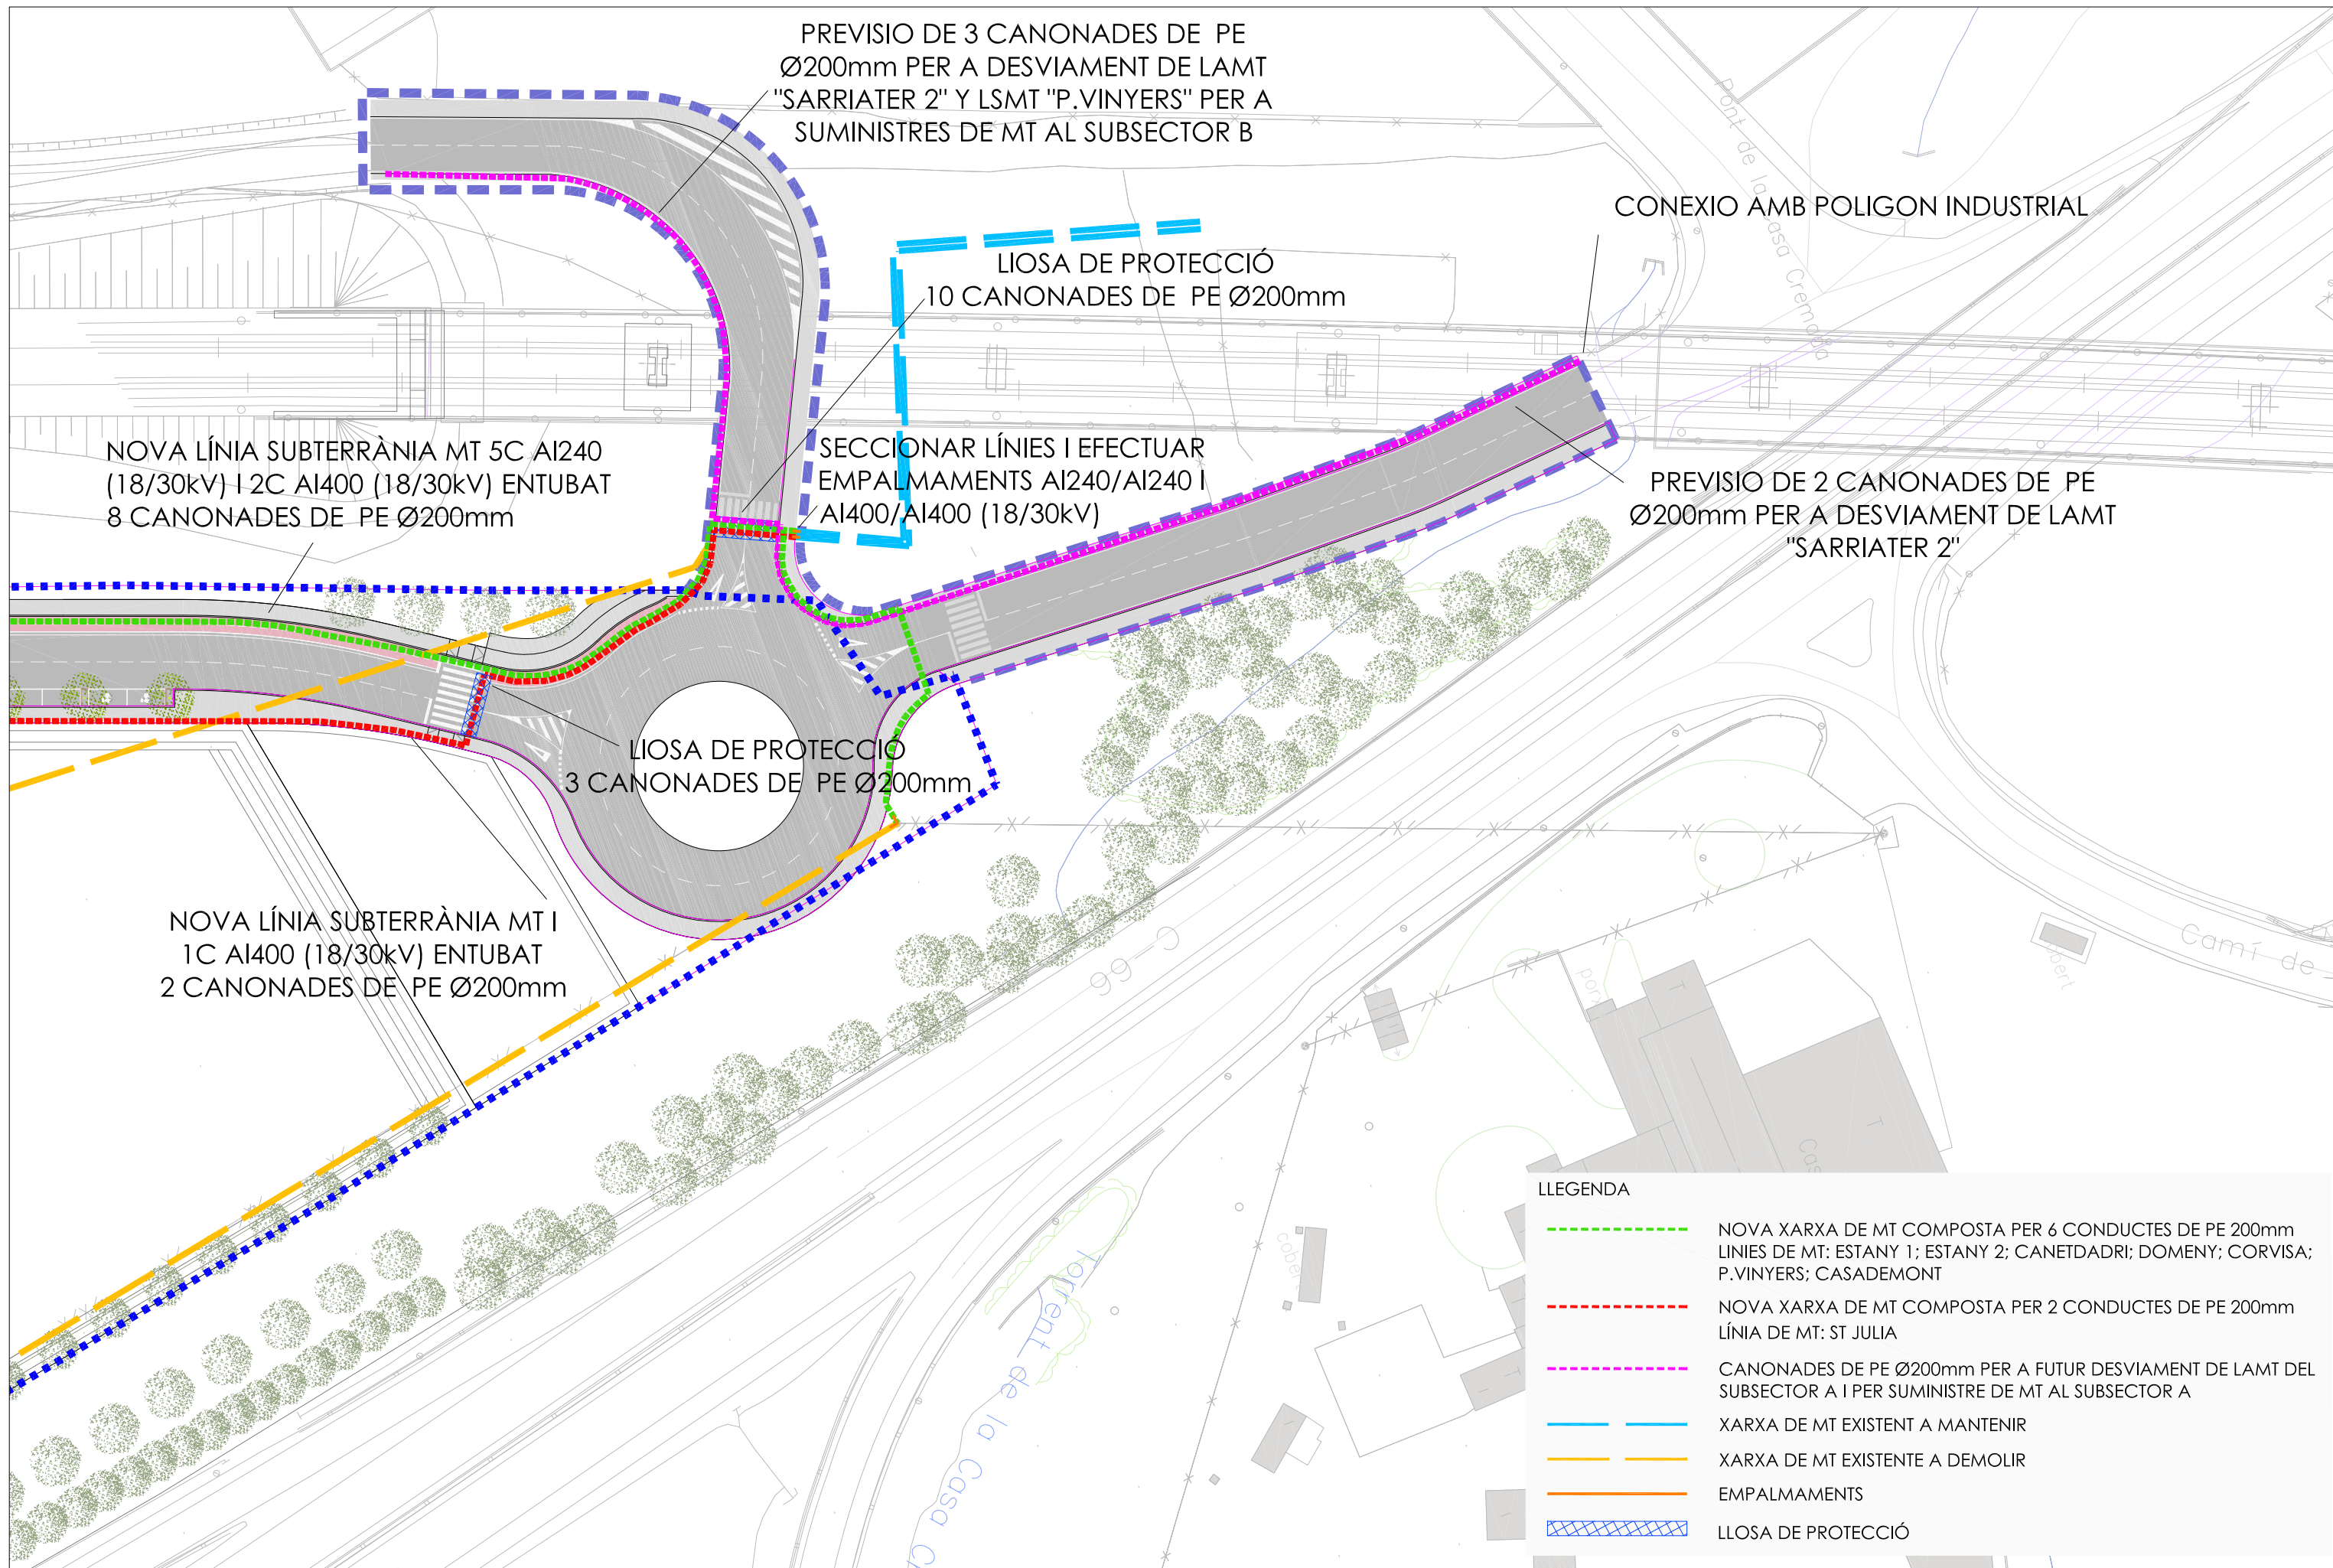 PREVISIO DE 3 CANONADES DE PE
Ø200mm PER A DESVIAMENT DE LAMT
"SARRIATER 2" Y LSMT "P.VINYERS" PER A
SUMINISTRES DE MT AL SUBSECTOR B
Pont de la Casa Cremada
CONEXIO AMB POLIGON INDUSTRIAL
LIOSA DE PROTECCIÓ
10 CANONADES DE PE Ø200mm
NOVA LÍNIA SUBTERRÀNIA MT 5C Al240
(18/30kV) I 2C Al400 (18/30kV) ENTUBAT
8 CANONADES DE PE Ø200mm
SECCIONAR LÍNIES I EFECTUAR
EMPALMAMENTS Al240/Al240 I
Al400/Al400 (18/30kV)
PREVISIO DE 2 CANONADES DE PE
Ø200mm PER A DESVIAMENT DE LAMT
"SARRIATER 2"
LIOSA DE PROTECCIÓ
3 CANONADES DE PE Ø200mm
NOVA LÍNIA SUBTERRÀNIA MT I
1C Al400 (18/30kV) ENTUBAT
2 CANONADES DE PE Ø200mm
C-66
Camí de
cobert
Torrent de la Casa C
LLEGENDA
NOVA XARXA DE MT COMPOSTA PER 6 CONDUCTES DE PE 200mm
LINIES DE MT: ESTANY 1; ESTANY 2; CANETDADRI; DOMENY; CORVISA;
P.VINYERS; CASADEMONT
NOVA XARXA DE MT COMPOSTA PER 2 CONDUCTES DE PE 200mm
LÍNIA DE MT: ST JULIA
CANONADES DE PE Ø200mm PER A FUTUR DESVIAMENT DE LAMT DEL
SUBSECTOR A I PER SUMINISTRE DE MT AL SUBSECTOR A
XARXA DE MT EXISTENT A MANTENIR
XARXA DE MT EXISTENTE A DEMOLIR
EMPALMAMENTS
LLOSA DE PROTECCIÓ